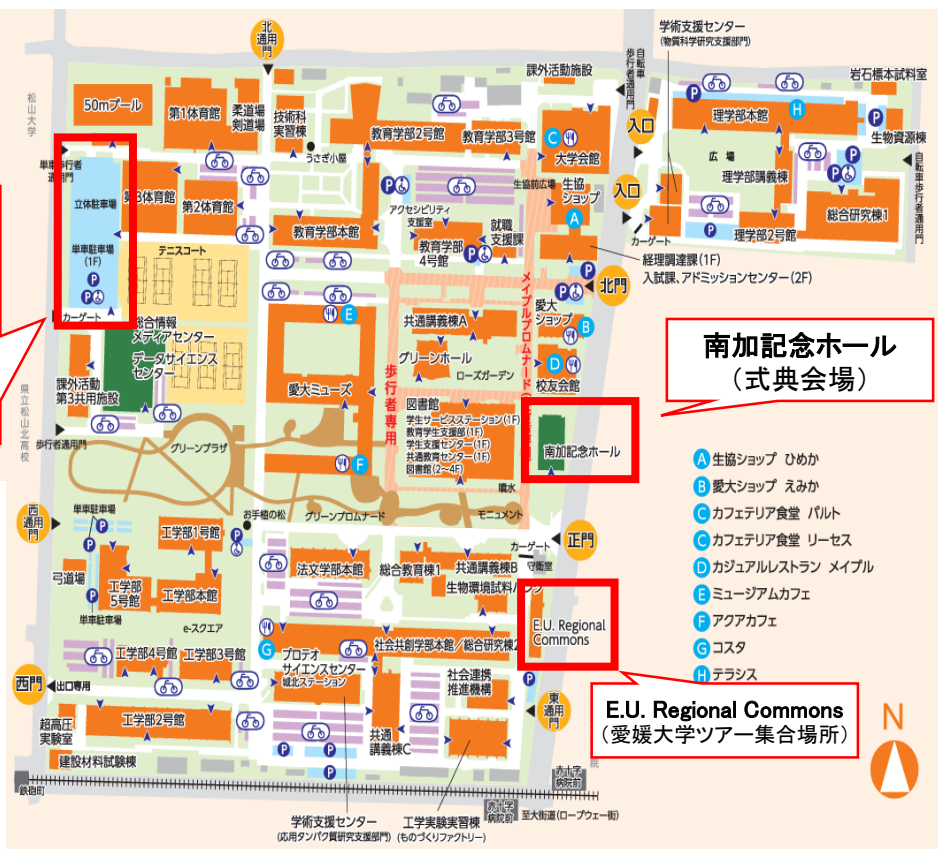 北
通用
門
学術支援センター
(物質科学研究支援部門)
松山大学
50mプール
第1体育館
柔道場
剣道場
技術科
実習棟
うさぎ小屋
教育学部2号館
教育学部3号館
課外活動施設
自転車
歩行者通用門
C
大学会館
入口
P
理学部本館
H
岩石標本試料室
P
生物資源棟
自転車歩行者通用門
単車歩行者
通用門
立体駐車場
単車駐車場
(1F)
P
P
カーゲート
第3体育館
第2体育館
教育学部本館
P
アクセシビリティ
支援室
教育学部
4号館
P
就職
支援課
生協前広場
生協
ショップ
A
入口
カーゲート
広場
理学部講義棟
P
P
理学部2号館
P
総合研究棟1
経理調達課(1F)
入試課、アドミッションセンター(2F)
テニスコート
総合情報
メディアセンター
データサイエンス
センター
E
愛大ミューズ
歩行者専用
共通講義棟A
グリーンホール
ローズガーデン
メイプルプロムナード(
P
P
北門
愛大
ショップ
B
D
校友会館
南加記念ホール
(式典会場)
県立松山北高校
課外活動
第3共用施設
歩行者通用門
グリーンプラザ
F
図書館
学生サービスステーション(1F)
教育学生支援部(1F)
学生支援センター(1F)
共通教育センター(1F)
図書館(2~4F)
噴水
南加記念ホール
A 生協ショップ ひめか
B 愛大ショップ えみか
C カフェテリア食堂 パルト
C カフェテリア食堂 リーセス
D カジュアルレストラン メイプル
E ミュージアムカフェ
F アクアカフェ
G コスタ
H テラシス
西
通用
門
単車駐車場
P
P
お手植の松
グリーンプロムナード
モニュメント
カーゲート
正門
守衛室
工学部1号館
P
弓道場
工学部
5号館
工学部本館
P
単車駐車場
e-スクエア
法文学部本館
総合教育棟1
共通講義棟B
生物環境試料バンク
E.U. Regional
Commons
G
プロテオ
サイエンスセンター
城北ステーション
社会共創学部本館/総合研究棟2
西門
出口専用
工学部4号館
工学部3号館
社会連携
推進機構
P
東
通用
門
E.U. Regional Commons
(愛媛大学ツアー集合場所)
N
超高圧
実験室
工学部2号館
建設材料試験棟
共通
講義棟C
P
P
P
院
鉄砲町
赤十字
病院前
赤十字
病院前
至大街道(ロープウェー街)
学術支援センター
(応用タンパク質研究支援部門)
工学実験実習棟
(ものづくりファクトリー)